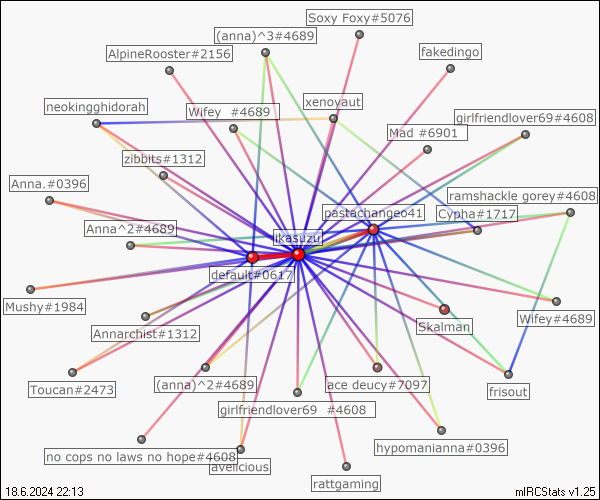 Soxy Foxy#5076
(anna)^3#4689
AlpineRooster#2156
fakedingo
neokingghidorah
Wifey  #4689
xenoyaut
girlfriendlover69#4608
Mad #6901
zibbits#1312
Anna.#0396
ramshackle gorey#4608
pastachangeo41
Cypha#1717
Anna^2#4689
ikasuzu
default#0617
Mushy#1984
Annarchist#1312
Skalman
Wifey#4689
Toucan#2473
(anna)^2#4689
ace deucy#7097
frisout
girlfriendlover69  #4608
hypomanianna#0396
no cops no laws no hope#4608
avelicious
rattgaming
18.6.2024 22:13
mIRCStats v1.25